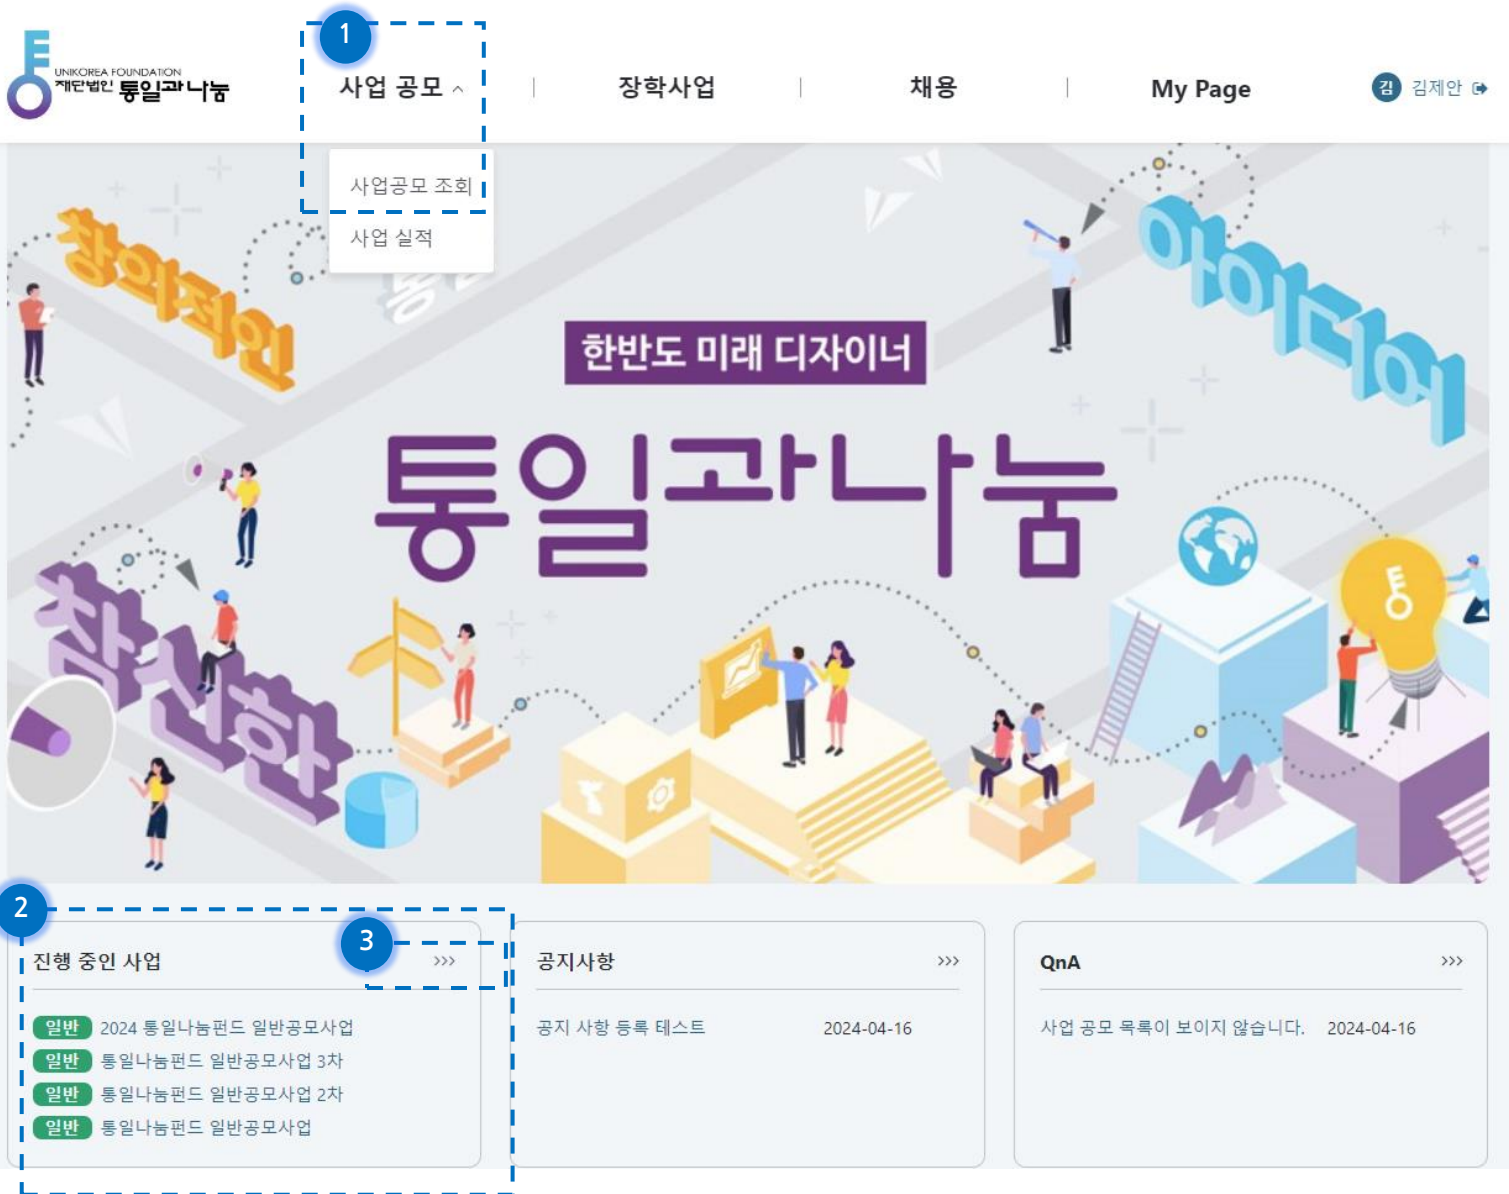 1
UNIKOREA FOUNDATION
재단법인 통일과나눔
사업 공모
장학사업
채용
My Page
김 김제안
사업공모 조회
사업 실적
창의적인
아이디어
한반도 미래 디자이너
통일과나눔
참신한
2
3
진행 중인 사업 >>>
일반 2024 통일나눔펀드 일반공모사업
일반 통일나눔펀드 일반공모사업 3차
일반 통일나눔펀드 일반공모사업 2차
일반 통일나눔펀드 일반공모사업
공지사항 >>>
공지 사항 등록 테스트 2024-04-16
QnA >>>
사업 공모 목록이 보이지 않습니다. 2024-04-16